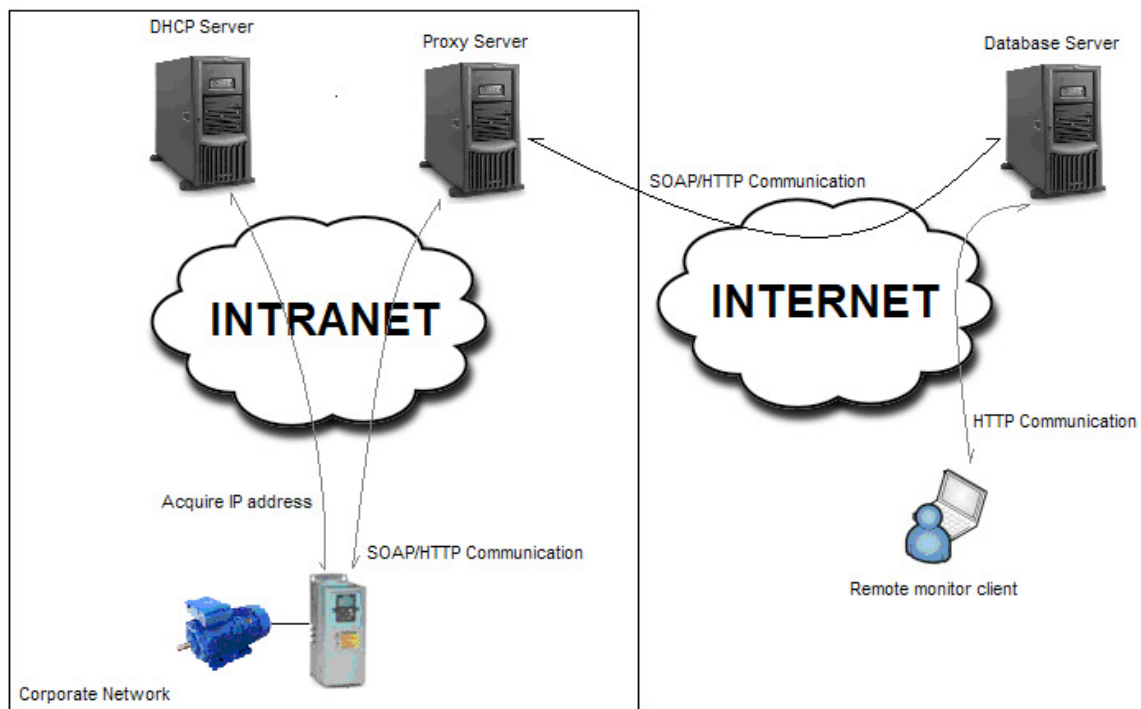 DHCP Server
Proxy Server
Database Server
SOAP/HTTP Communication
INTRANET
INTERNET
HTTP Communication
Acquire IP address
SOAP/HTTP Communication
Remote monitor client
Corporate Network